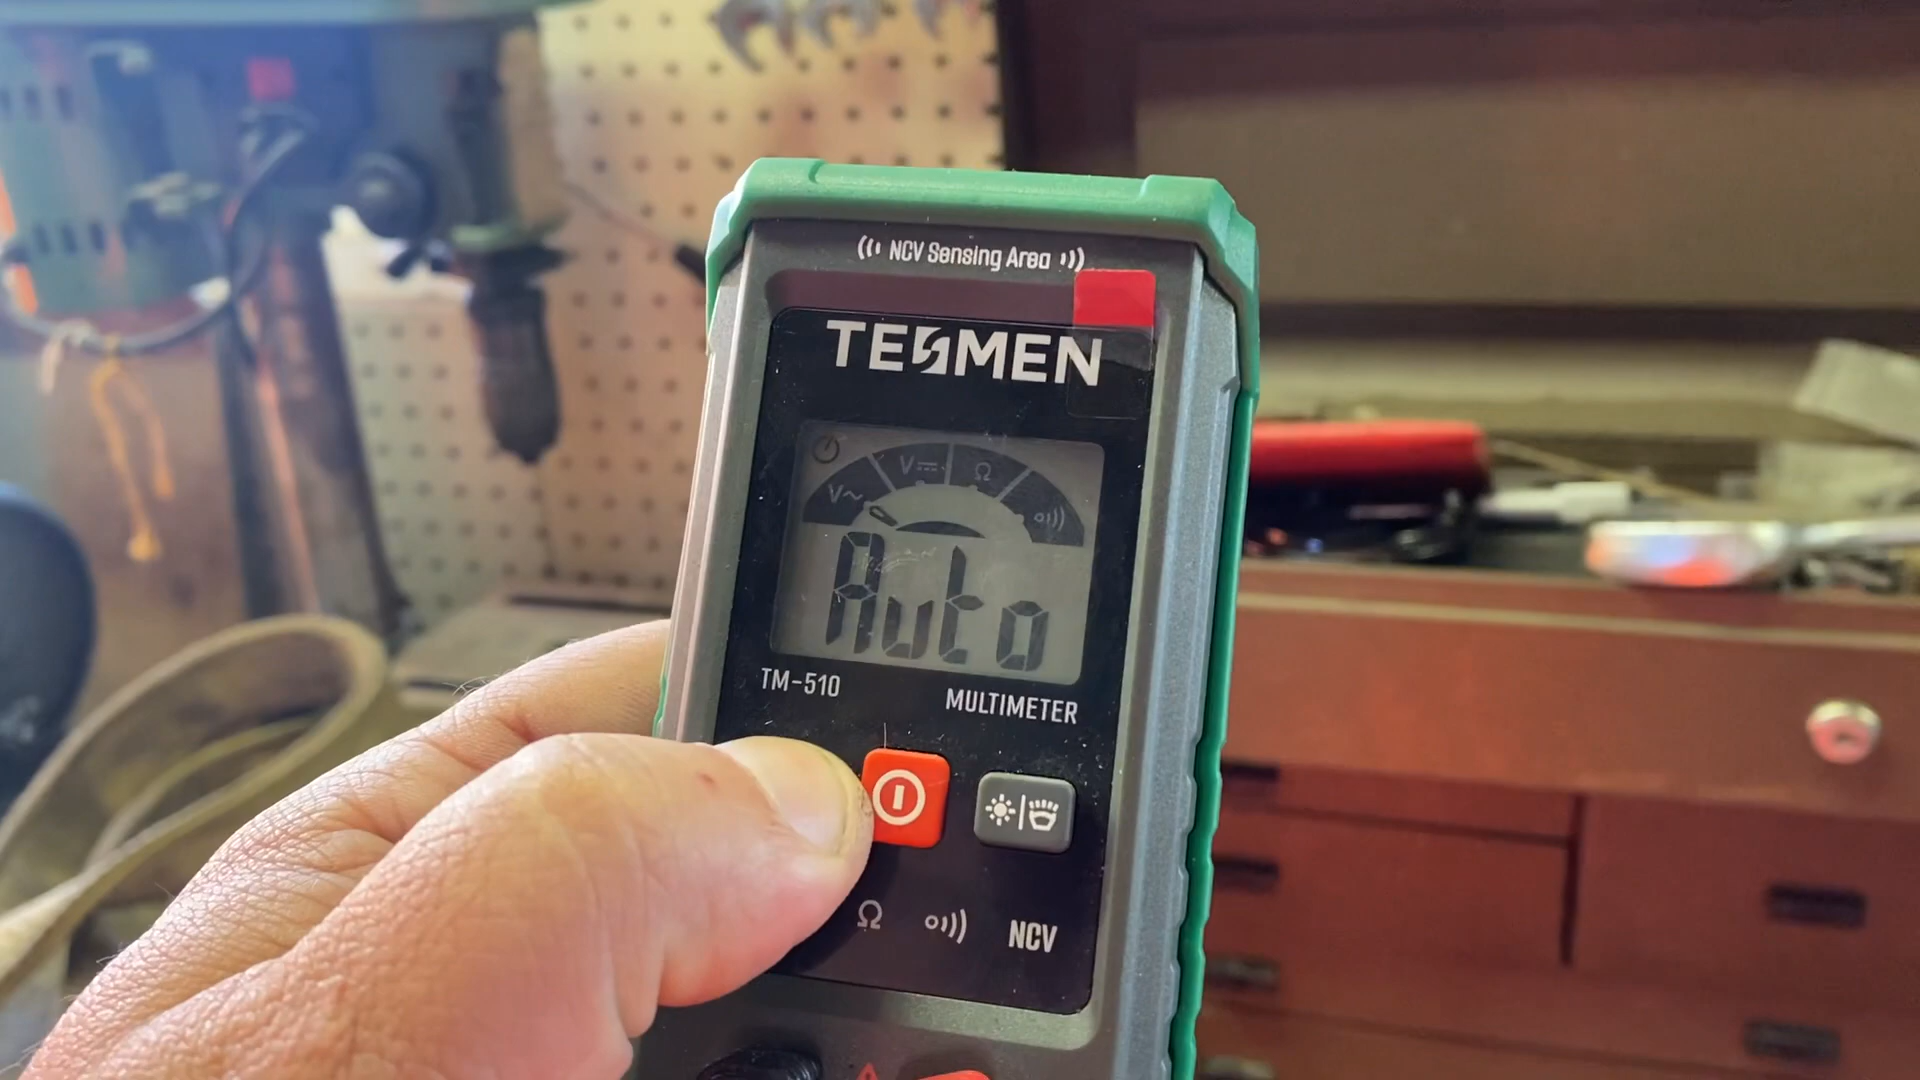 NCV Sensing Area
TESMEN
V~ V⎓ Ω
Auto
TM-510 MULTIMETER
Ω NCV